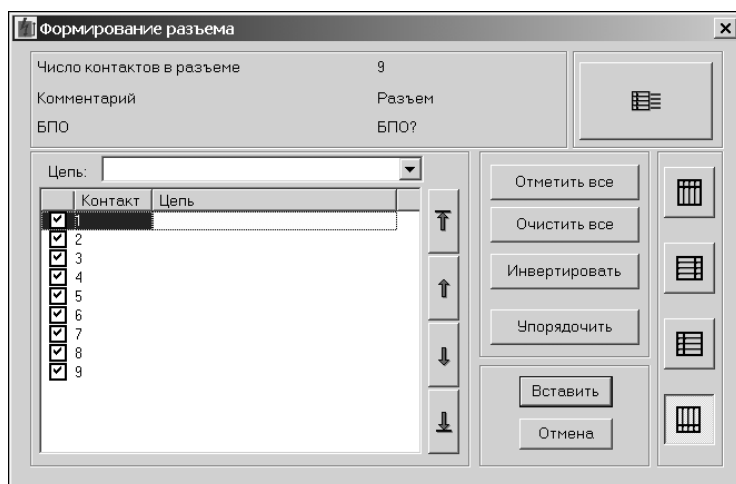 Формирование разъема
Число контактов в разъеме 9
Комментарий Разъем
БПО БПО?
Цепь:
Контакт Цепь
1
2
3
4
5
6
7
8
9
Отметить все
Очистить все
Инвертировать
Упорядочить
Вставить
Отмена